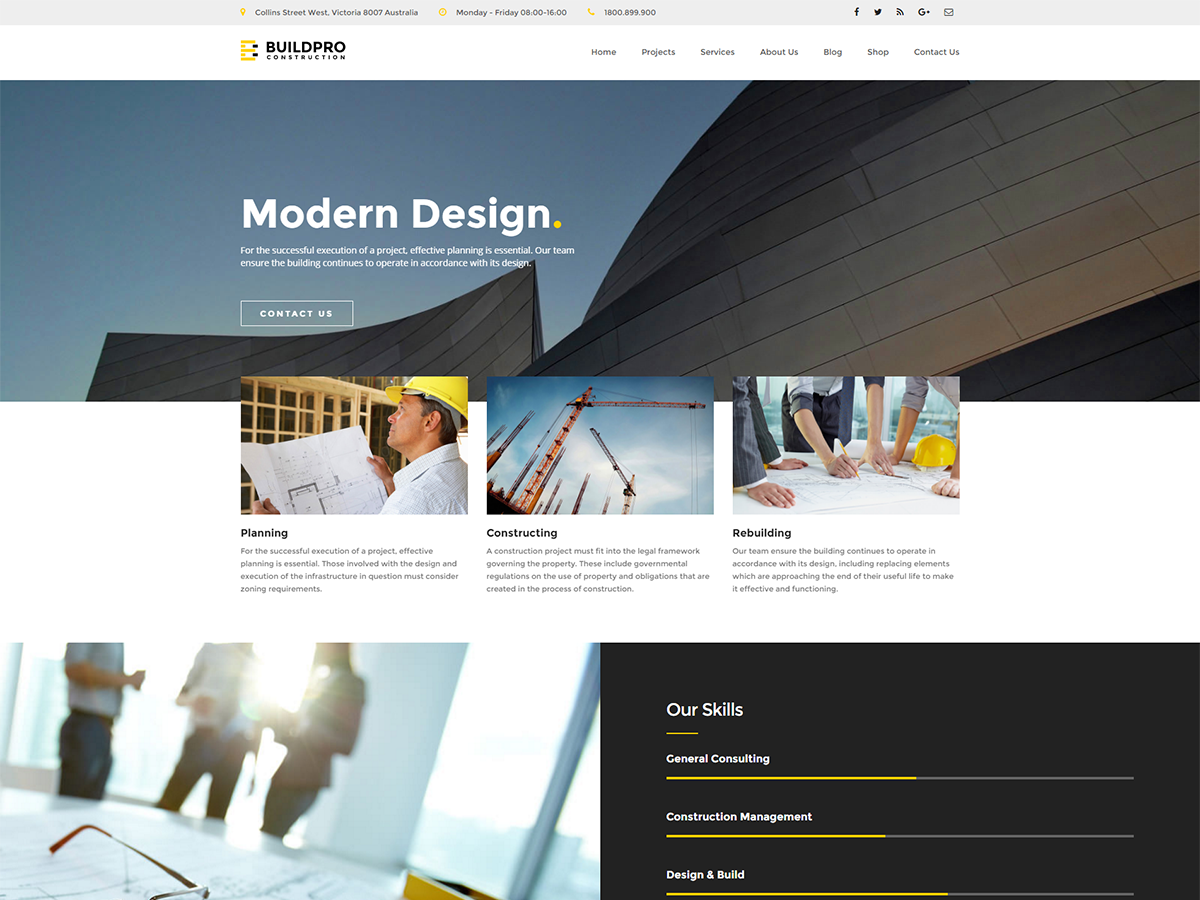 Collins Street West, Victoria 8007 Australia
Monday - Friday 08:00-16:00
1800.899.900
BUILDPRO
CONSTRUCTION
Home
Projects
Services
About Us
Blog
Shop
Contact Us
Modern Design.
For the successful execution of a project, effective planning is essential. Our team
ensure the building continues to operate in accordance with its design.
CONTACT US
Planning
For the successful execution of a project, effective
planning is essential. Those involved with the design and
execution of the infrastructure in question must consider
zoning requirements.
Constructing
A construction project must fit into the legal framework
governing the property. These include governmental
regulations on the use of property and obligations that are
created in the process of construction.
Rebuilding
Our team ensure the building continues to operate in
accordance with its design, including replacing elements
which are approaching the end of their useful life to make
it effective and functioning.
Our Skills
General Consulting
Construction Management
Design & Build